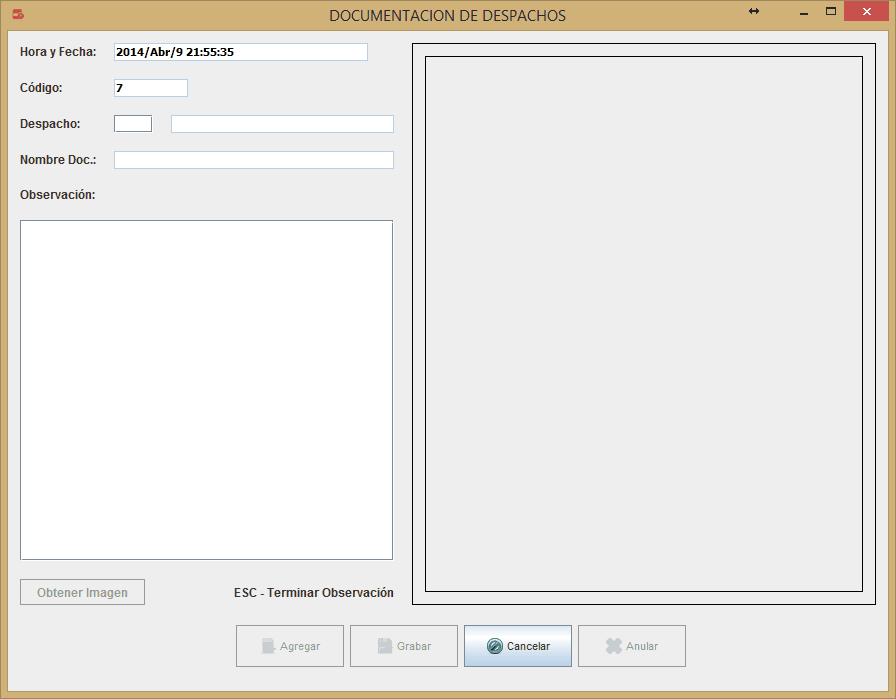 DOCUMENTACION DE DESPACHOS
Hora y Fecha: 2014/Abr/9 21:55:35
Código: 7
Despacho:
Nombre Doc.:
Observación:
Obtener Imagen
ESC - Terminar Observación
Agregar
Grabar
Cancelar
Anular